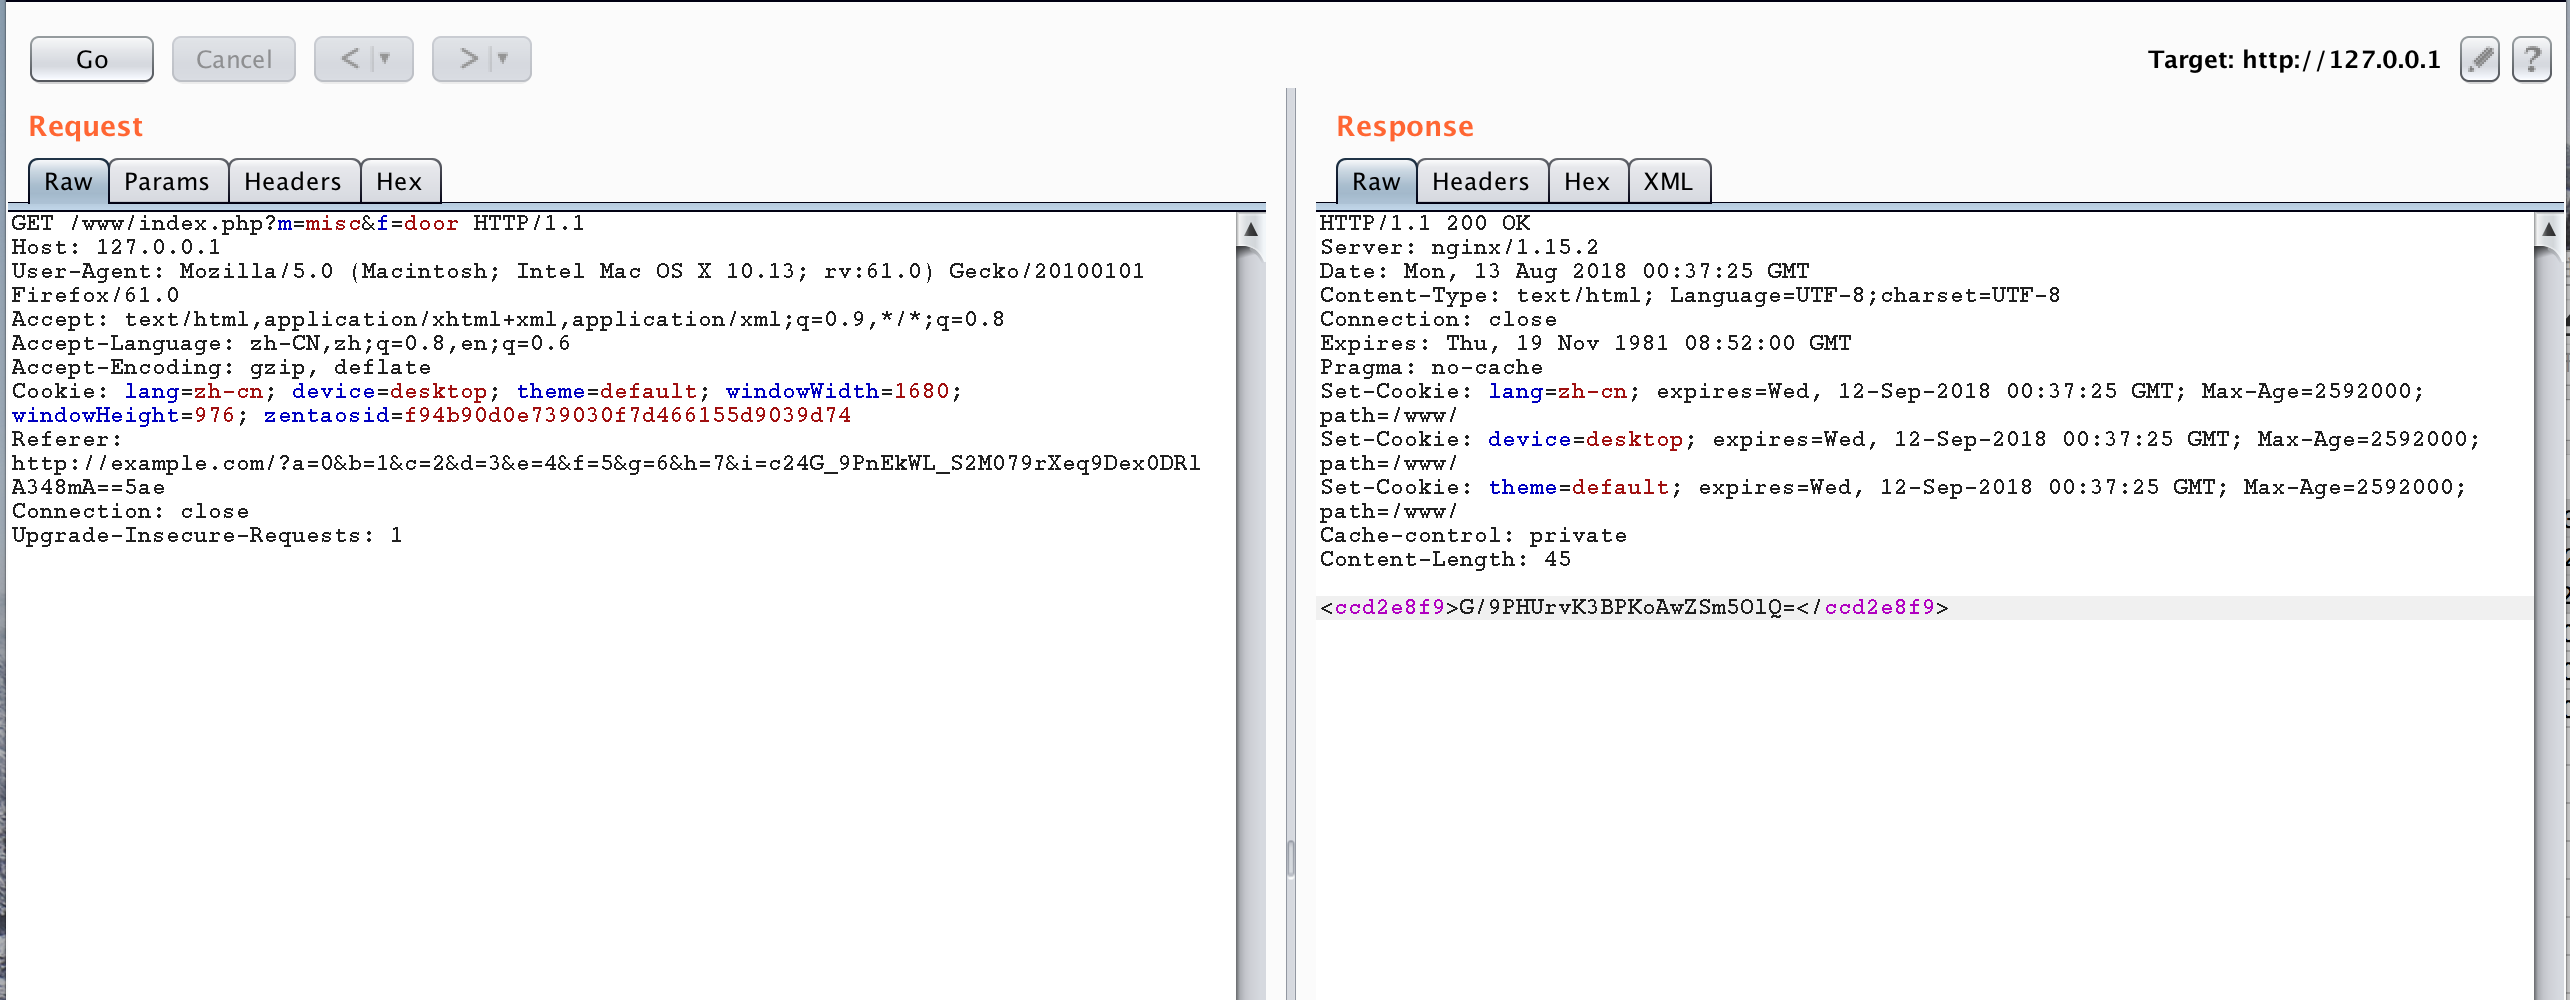 Go
Cancel
<
>
Target: http://127.0.0.1
?
Request
Raw
Params
Headers
Hex
GET /www/index.php?m=misc&f=door HTTP/1.1
Host: 127.0.0.1
User-Agent: Mozilla/5.0 (Macintosh; Intel Mac OS X 10.13; rv:61.0) Gecko/20100101
Firefox/61.0
Accept: text/html,application/xhtml+xml,application/xml;q=0.9,*/*;q=0.8
Accept-Language: zh-CN,zh;q=0.8,en;q=0.6
Accept-Encoding: gzip, deflate
Cookie: lang=zh-cn; device=desktop; theme=default; windowWidth=1680;
windowHeight=976; zentaosid=f94b90d0e739030f7d466155d9039d74
Referer:
http://example.com/?a=0&b=1&c=2&d=3&e=4&f=5&g=6&h=7&i=c24G_9PnEkWL_S2M079rXeq9Dex0DRl
A348mA==5ae
Connection: close
Upgrade-Insecure-Requests: 1
Response
Raw
Headers
Hex
XML
HTTP/1.1 200 OK
Server: nginx/1.15.2
Date: Mon, 13 Aug 2018 00:37:25 GMT
Content-Type: text/html; Language=UTF-8;charset=UTF-8
Connection: close
Expires: Thu, 19 Nov 1981 08:52:00 GMT
Pragma: no-cache
Set-Cookie: lang=zh-cn; expires=Wed, 12-Sep-2018 00:37:25 GMT; Max-Age=2592000;
path=/www/
Set-Cookie: device=desktop; expires=Wed, 12-Sep-2018 00:37:25 GMT; Max-Age=2592000;
path=/www/
Set-Cookie: theme=default; expires=Wed, 12-Sep-2018 00:37:25 GMT; Max-Age=2592000;
path=/www/
Cache-control: private
Content-Length: 45
<ccd2e8f9>G/9PHUrvK3BPKoAwZSm5OlQ=</ccd2e8f9>